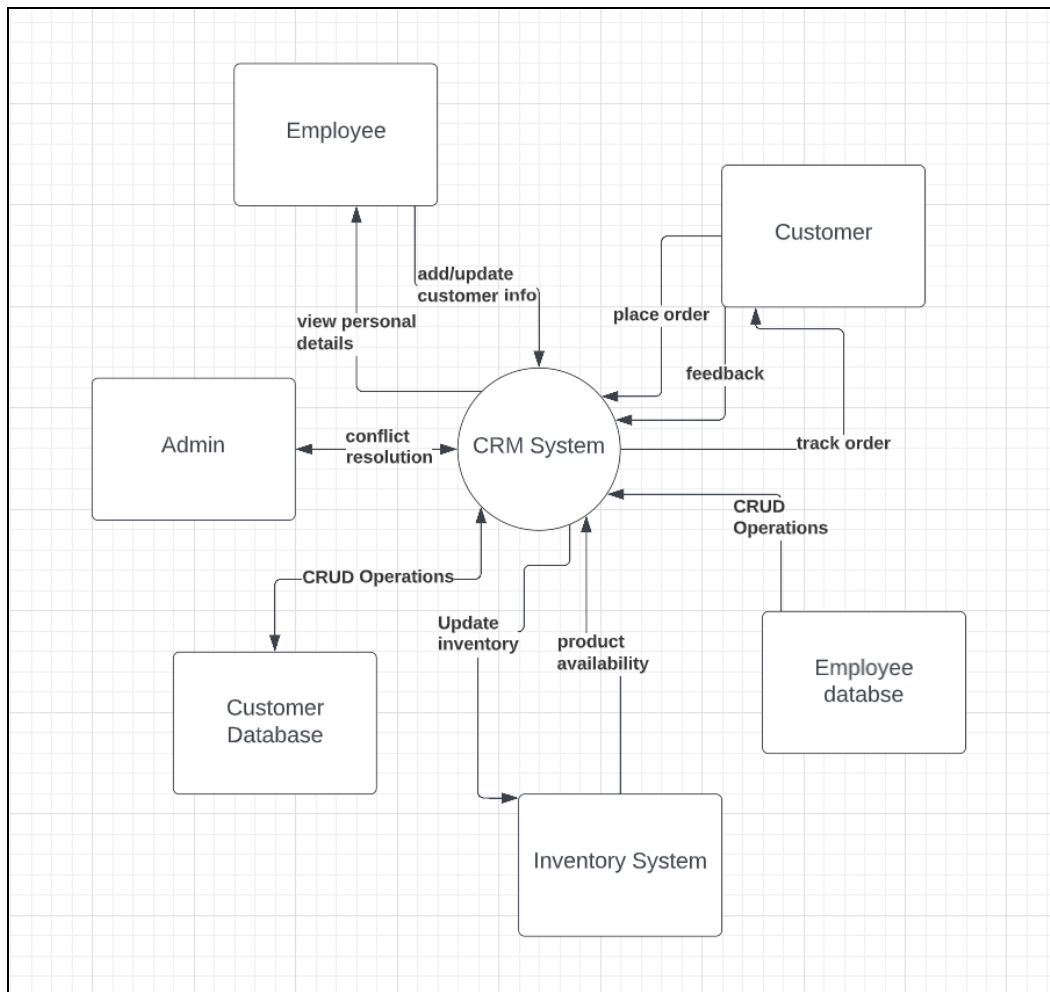 Employee
Customer
add/update
customer info
place order
view personal
details
feedback
Admin
conflict
resolution
CRM System
track order
CRUD
Operations
CRUD Operations
Update
inventory
product
availability
Employee
databse
Customer
Database
Inventory System